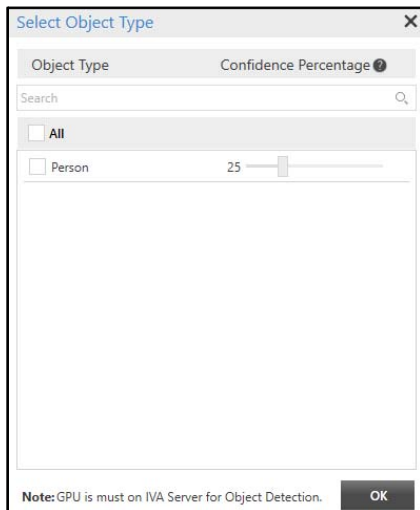 Select Object Type
Object Type Confidence Percentage
Search
All
Person 25
Note: GPU is must on IVA Server for Object Detection. OK